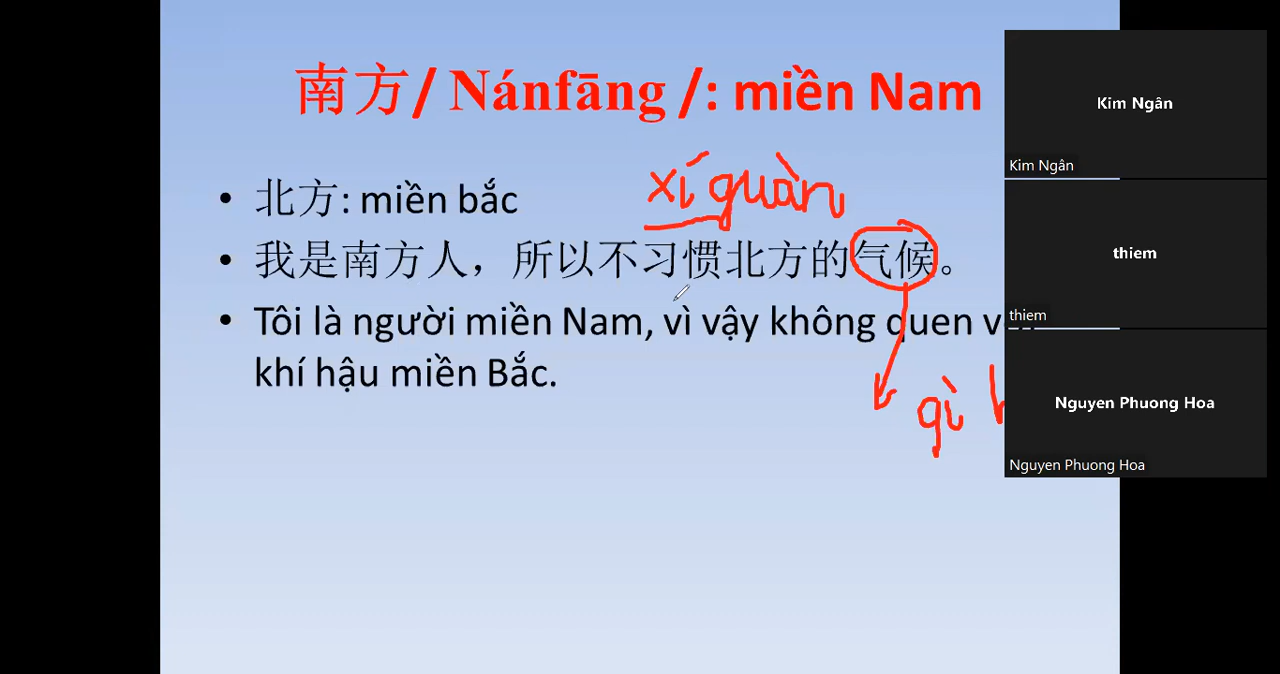 南方/ Nánfāng /: miền Nam
xí quàn
• 北方: miền bắc
• 我是南方人，所以不习惯北方的气候。
• Tôi là người miền Nam, vì vậy không quen
khí hậu miền Bắc.
qì
Kim Ngân
Kim Ngân
thiem
thiem
Nguyen Phuong Hoa
Nguyen Phuong Hoa